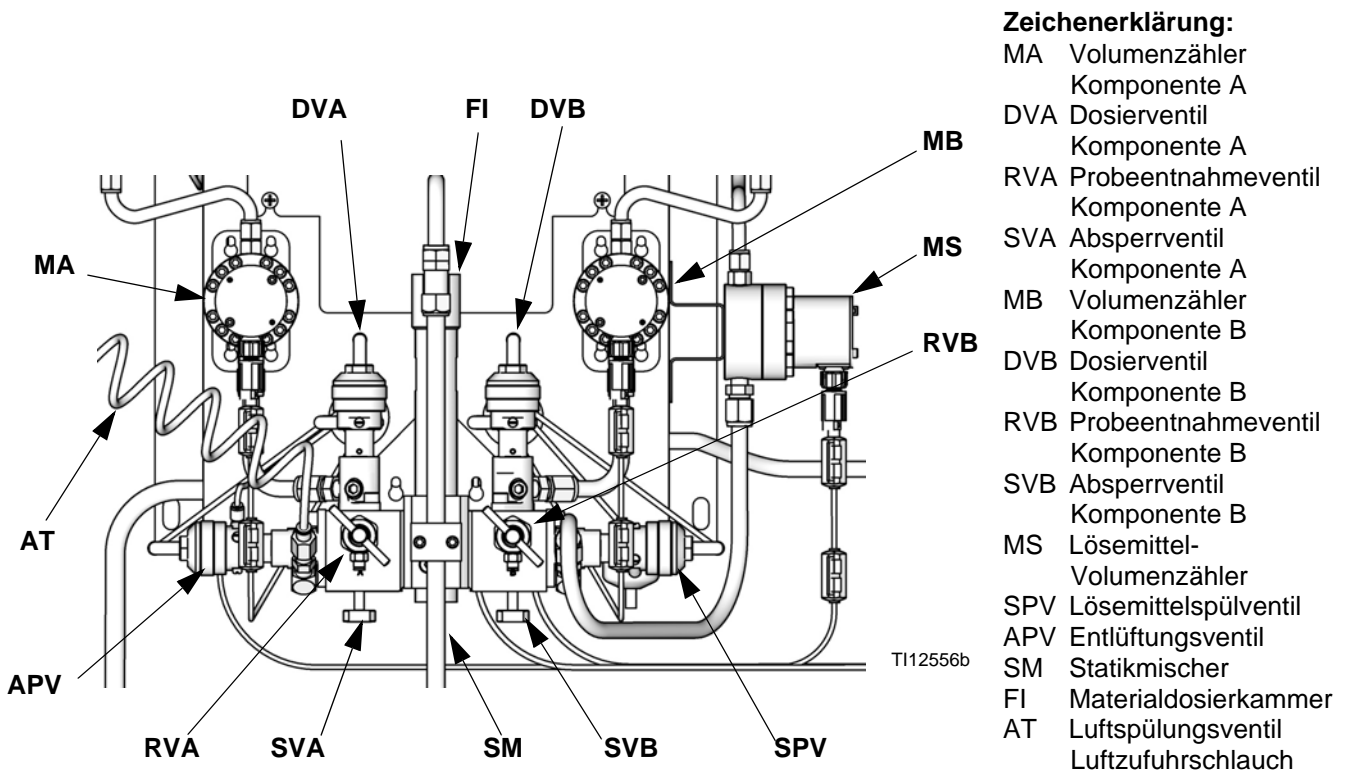 Zeichenerklärung:
MA Volumenzähler
Komponente A
DVA Dosierventil
Komponente A
RVA Probeentnahmeventil
Komponente A
SVA Absperrventil
Komponente A
MB Volumenzähler
Komponente B
DVB Dosierventil
Komponente B
RVB Probeentnahmeventil
Komponente B
SVB Absperrventil
Komponente B
MS Lösemittel-
Volumenzähler
SPV Lösemittelspülventil
APV Entlüftungsventil
SM Statikmischer
FI Materialdosierkammer
AT Luftspülungsventil
Luftzufuhrschlauch
DVA FI DVB
MB
MA
MS
RVB
AT
TI12556b
APV
RVA SVA SM SVB SPV